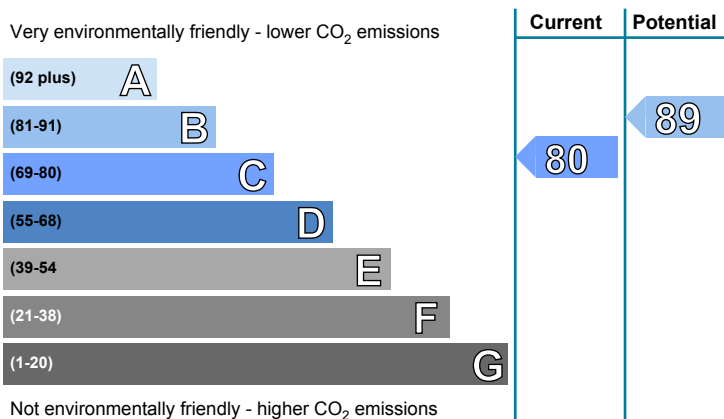 Current Potential
Very environmentally friendly - lower CO2 emissions
(92 plus) A
(81-91) B
89
(69-80) C
80
(55-68) D
(39-54 E
(21-38) F
(1-20) G
Not environmentally friendly - higher CO2 emissions